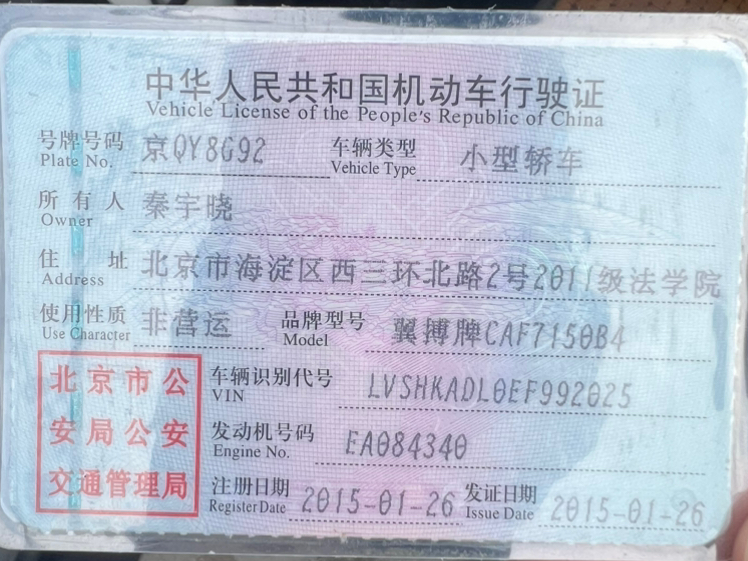 中华人民共和国机动车行驶证
Vehicle License of the People's Republic of China
号牌号码 京QY8G92 车辆类型 小型轿车
Plate No. Vehicle Type
所有人 秦宇晓
Owner
住址 北京市海淀区西三环北路2号2011级法学院
Address
使用性质 非营运 品牌型号 翼搏牌CAF7150B4
Use Character Model
北京市公
安局公安
交通管理局
车辆识别代号 LVSHKADL0EF992025
VIN
发动机号码 EA084340
Engine No.
注册日期 2015-01-26 发证日期 2015-01-26
Register Date Issue Date